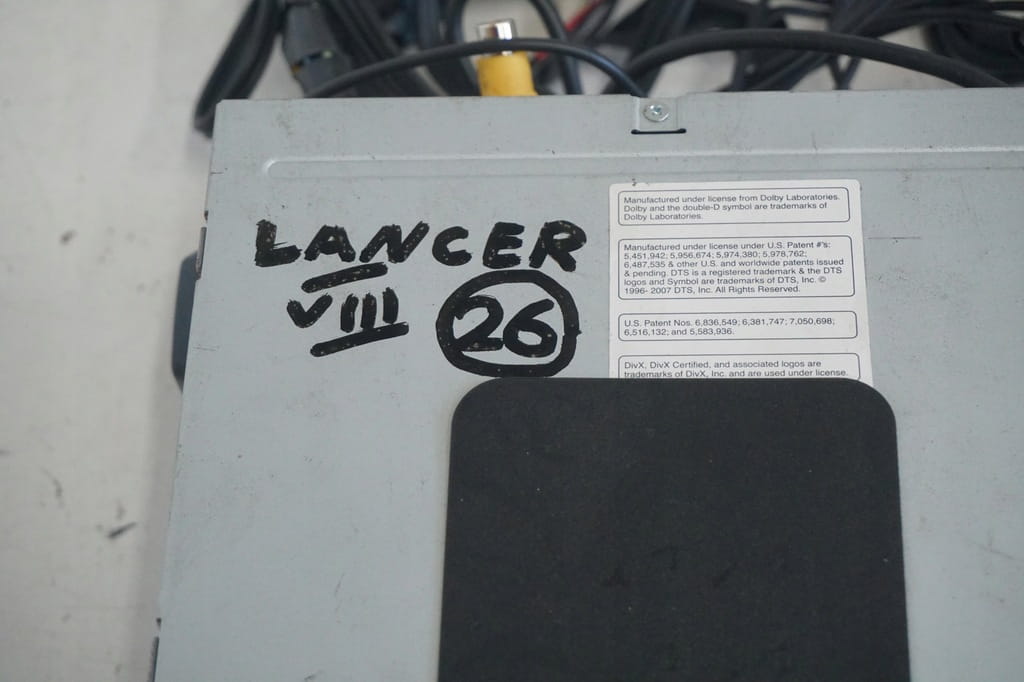 LANCER
VIII 26
Manufactured under license from Dolby Laboratories.
Dolby and the double-D symbol are trademarks of
Dolby Laboratories.
Manufactured under license under U.S. Patent #'s:
5,451,942; 5,956,674; 5,974,380; 5,978,762;
6,487,535 & other U.S. and worldwide patents issued
& pending. DTS is a registered trademark & the DTS
logos and Symbol are trademarks of DTS, Inc. ©
1996- 2007 DTS, Inc. All Rights Reserved.
U.S. Patent Nos. 6,836,549; 6,381,747; 7,050,698;
6,516,132; and 5,583,936.
DivX, DivX Certified, and associated logos are
trademarks of DivX, Inc. and are used under license.